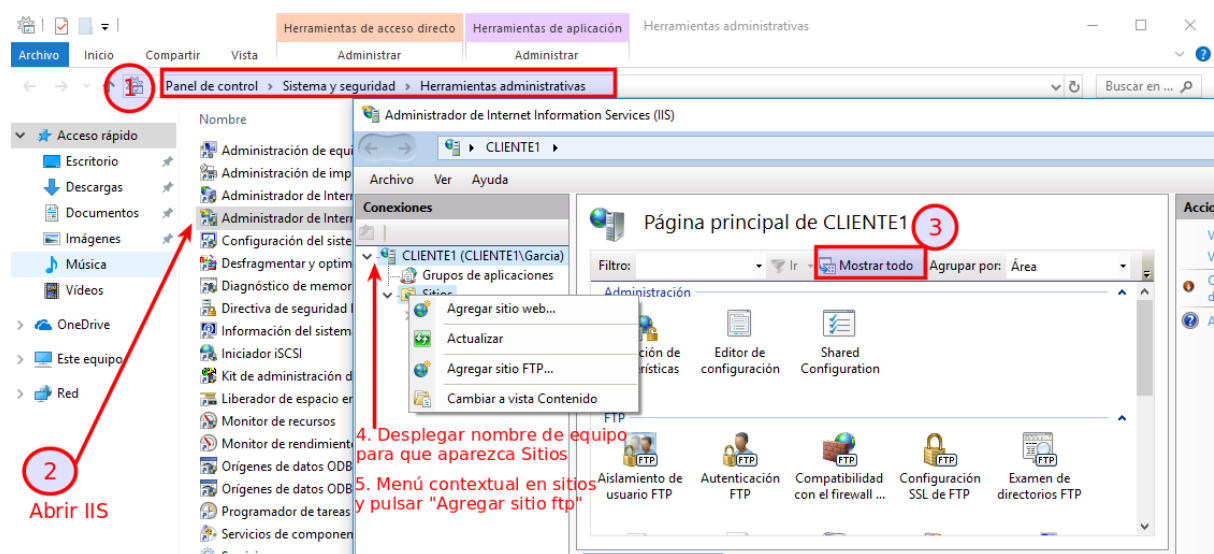 Herramientas de acceso directo
Herramientas de aplicación
Herramientas administrativas
Archivo
Inicio
Compartir
Vista
Administrar
Administrar
1
Panel de control > Sistema y seguridad > Herramientas administrativas
Buscar en ...
Acceso rápido
Escritorio
Descargas
Documentos
Imágenes
Música
Vídeos
OneDrive
Este equipo
Red
2
Abrir IIS
Nombre
Administración de equi
Administración de imp
Administrador de Intern
Administrador de Intern
Configuración del siste
Desfragmentar y optim
Diagnóstico de memor
Directiva de seguridad l
Información del sistem
Iniciador iSCSI
Kit de administración d
Liberador de espacio en
Monitor de recursos
Monitor de rendimiento
Orígenes de datos ODB
Orígenes de datos ODB
Programador de tareas
Servicios de componen
Administrador de Internet Information Services (IIS)
CLIENTE1
Archivo
Ver
Ayuda
Conexiones
CLIENTE1 (CLIENTE1\Garcia)
Grupos de aplicaciones
Sitios
Agregar sitio web...
Actualizar
Agregar sitio FTP...
Cambiar a vista Contenido
4. Desplegar nombre de equipo
para que aparezca Sitios
5. Menú contextual en sitios
y pulsar "Agregar sitio ftp"
Página principal de CLIENTE1
3
Filtro:
Ir
Mostrar todo
Agrupar por:
Área
Administración
ción de
rísticas
Editor de
configuración
Shared
Configuration
FTP
Aislamiento de
usuario FTP
Autenticación
FTP
Compatibilidad
con el firewall ...
Configuración
SSL de FTP
Examen de
directorios FTP
Accio